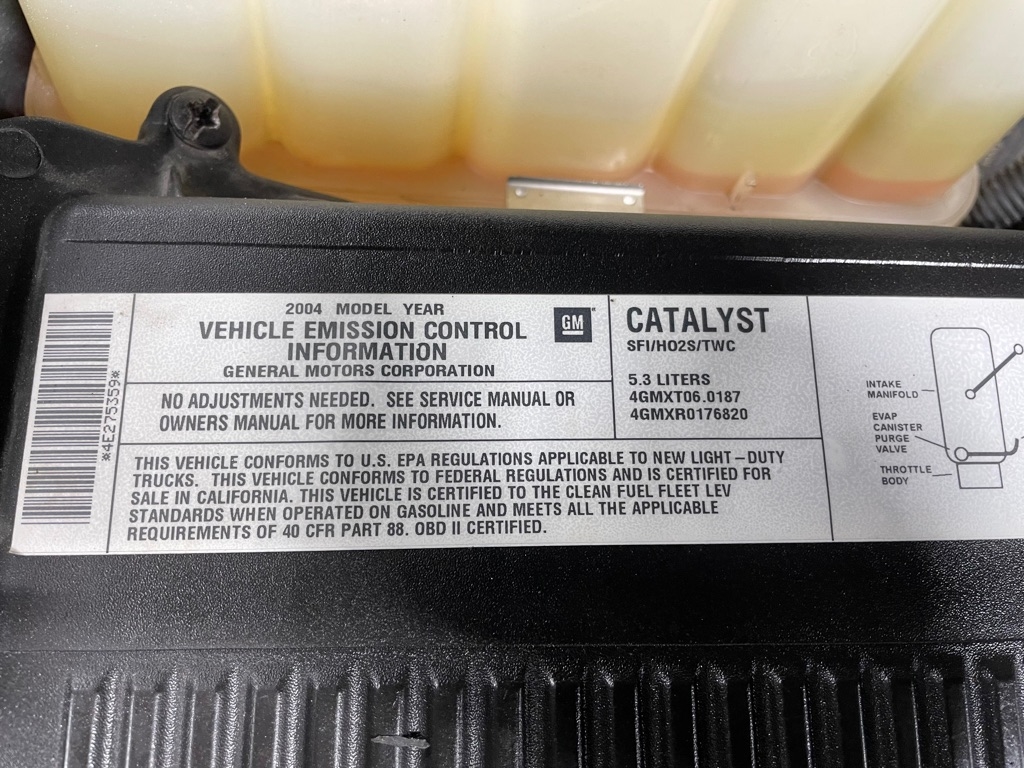 *4E275359*
2004 MODEL YEAR
VEHICLE EMISSION CONTROL
INFORMATION
GENERAL MOTORS CORPORATION
GM
NO ADJUSTMENTS NEEDED. SEE SERVICE MANUAL OR
OWNERS MANUAL FOR MORE INFORMATION.
CATALYST
SFI/HO2S/TWC
5.3 LITERS
4GMXT06.0187
4GMXR0176820
THIS VEHICLE CONFORMS TO U.S. EPA REGULATIONS APPLICABLE TO NEW LIGHT-DUTY
TRUCKS. THIS VEHICLE CONFORMS TO FEDERAL REGULATIONS AND IS CERTIFIED FOR
SALE IN CALIFORNIA. THIS VEHICLE IS CERTIFIED TO THE CLEAN FUEL FLEET LEV
STANDARDS WHEN OPERATED ON GASOLINE AND MEETS ALL THE APPLICABLE
REQUIREMENTS OF 40 CFR PART 88. OBD II CERTIFIED.
INTAKE
MANIFOLD
EVAP
CANISTER
PURGE
VALVE
THROTTLE
BODY